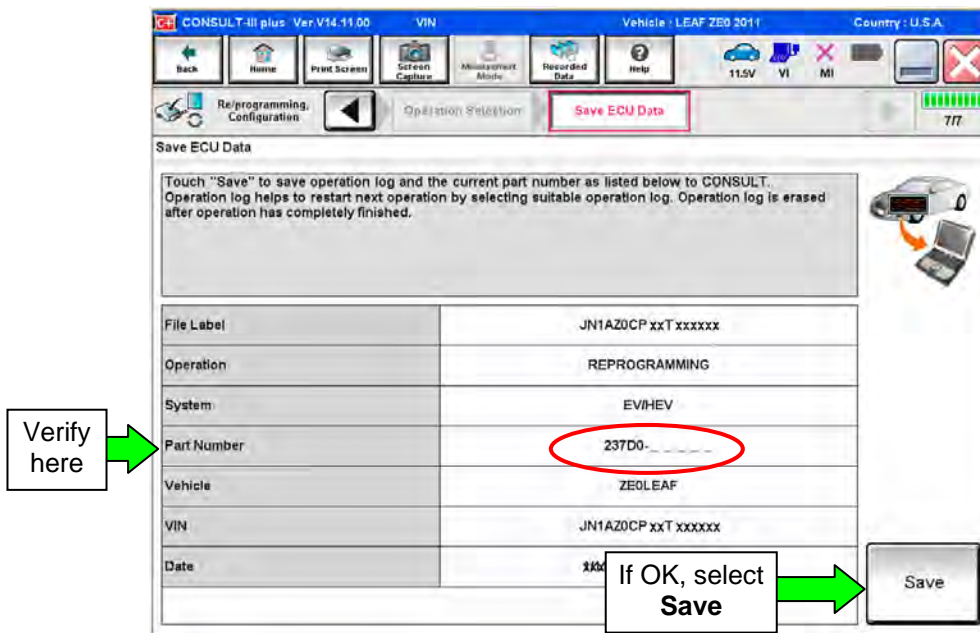 CONSULT-III plus Ver.V14.11.00 VIN Vehicle : LEAF ZE0 2011 Country : U.S.A.
Back Home Print Screen Screen Capture Measurement Mode Recorded Data Help 11.5V VI MI
Re/programming, Configuration Operation Selection Save ECU Data 7/7
Save ECU Data
Touch "Save" to save operation log and the current part number as listed below to CONSULT.
Operation log helps to restart next operation by selecting suitable operation log. Operation log is erased
after operation has completely finished.
File Label JN1AZ0CP xxT xxxxxx
Operation REPROGRAMMING
System EV/HEV
Verify here
Part Number 237D0-_ _ _ _ _
Vehicle ZE0LEAF
VIN JN1AZ0CP xxT xxxxxx
Date
If OK, select
Save
Save